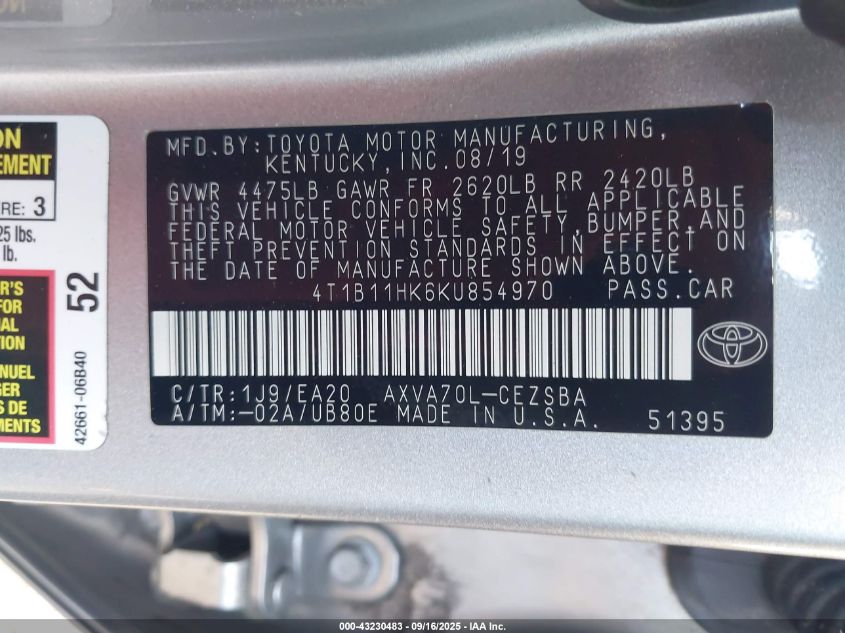 ON
EMENT
ERE: 3
25 lbs.
lb.
R'S
FOR
NAL
TION
NUEL
GER
S DE
MENTS
52
42661-06B40
MFD.BY:TOYOTA MOTOR MANUFACTURING,
KENTUCKY,INC.08/19
GVWR 4475LB GAWR FR 2620LB RR 2420LB
THIS VEHICLE CONFORMS TO ALL APPLICABLE
FEDERAL MOTOR VEHICLE SAFETY,BUMPER,AND
THEFT PREVENTION STANDARDS IN EFFECT ON
THE DATE OF MANUFACTURE SHOWN ABOVE.
4T1B11HK6KU854970 PASS.CAR
C/TR:1J9/EA20 AXVA70L-CEZSBA
A/TM:-02A/UB80E MADE IN U.S.A. 51395
000-43230483 - 09/16/2025 - IAA Inc.